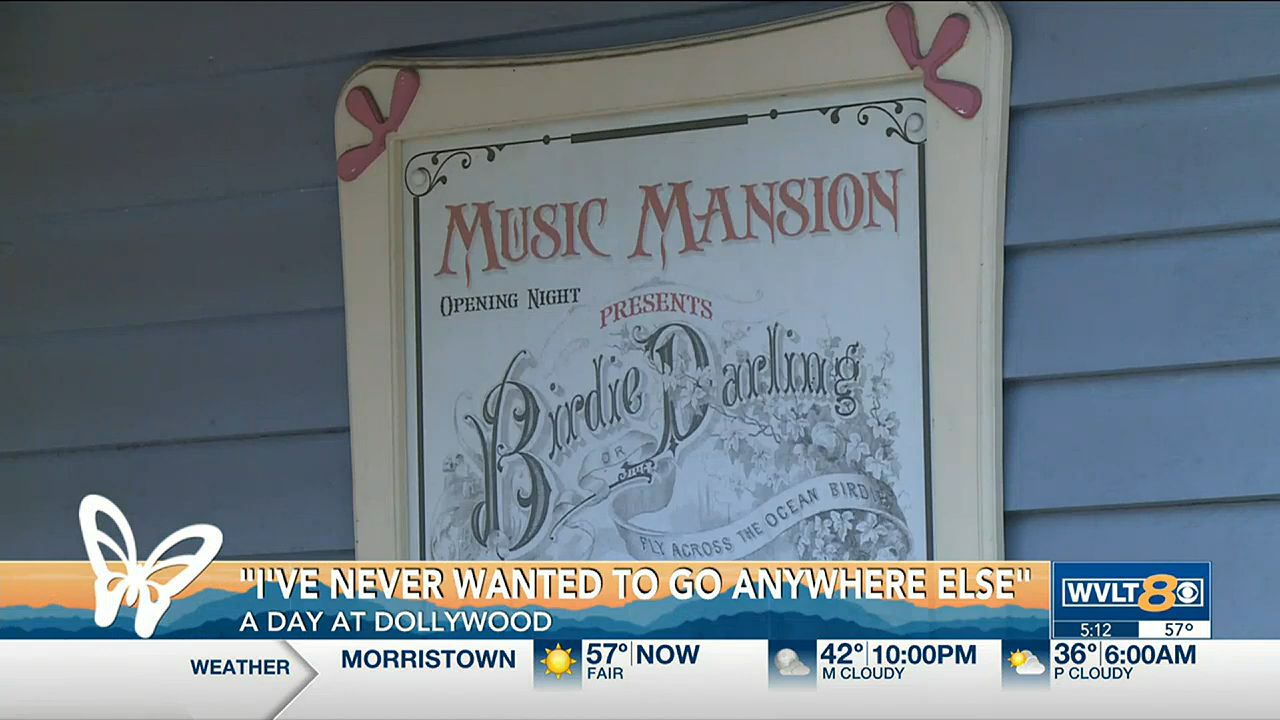 MUSIC MANSION
OPENING NIGHT
PRESENTS
Birdie Darling
OR
FLY ACROSS THE OCEAN BIRDIE
"I'VE NEVER WANTED TO GO ANYWHERE ELSE"
A DAY AT DOLLYWOOD
WVLT 8
5:12 57°
WEATHER
MORRISTOWN
57° NOW
FAIR
42° 10:00PM
M CLOUDY
36° 6:00AM
P CLOUDY